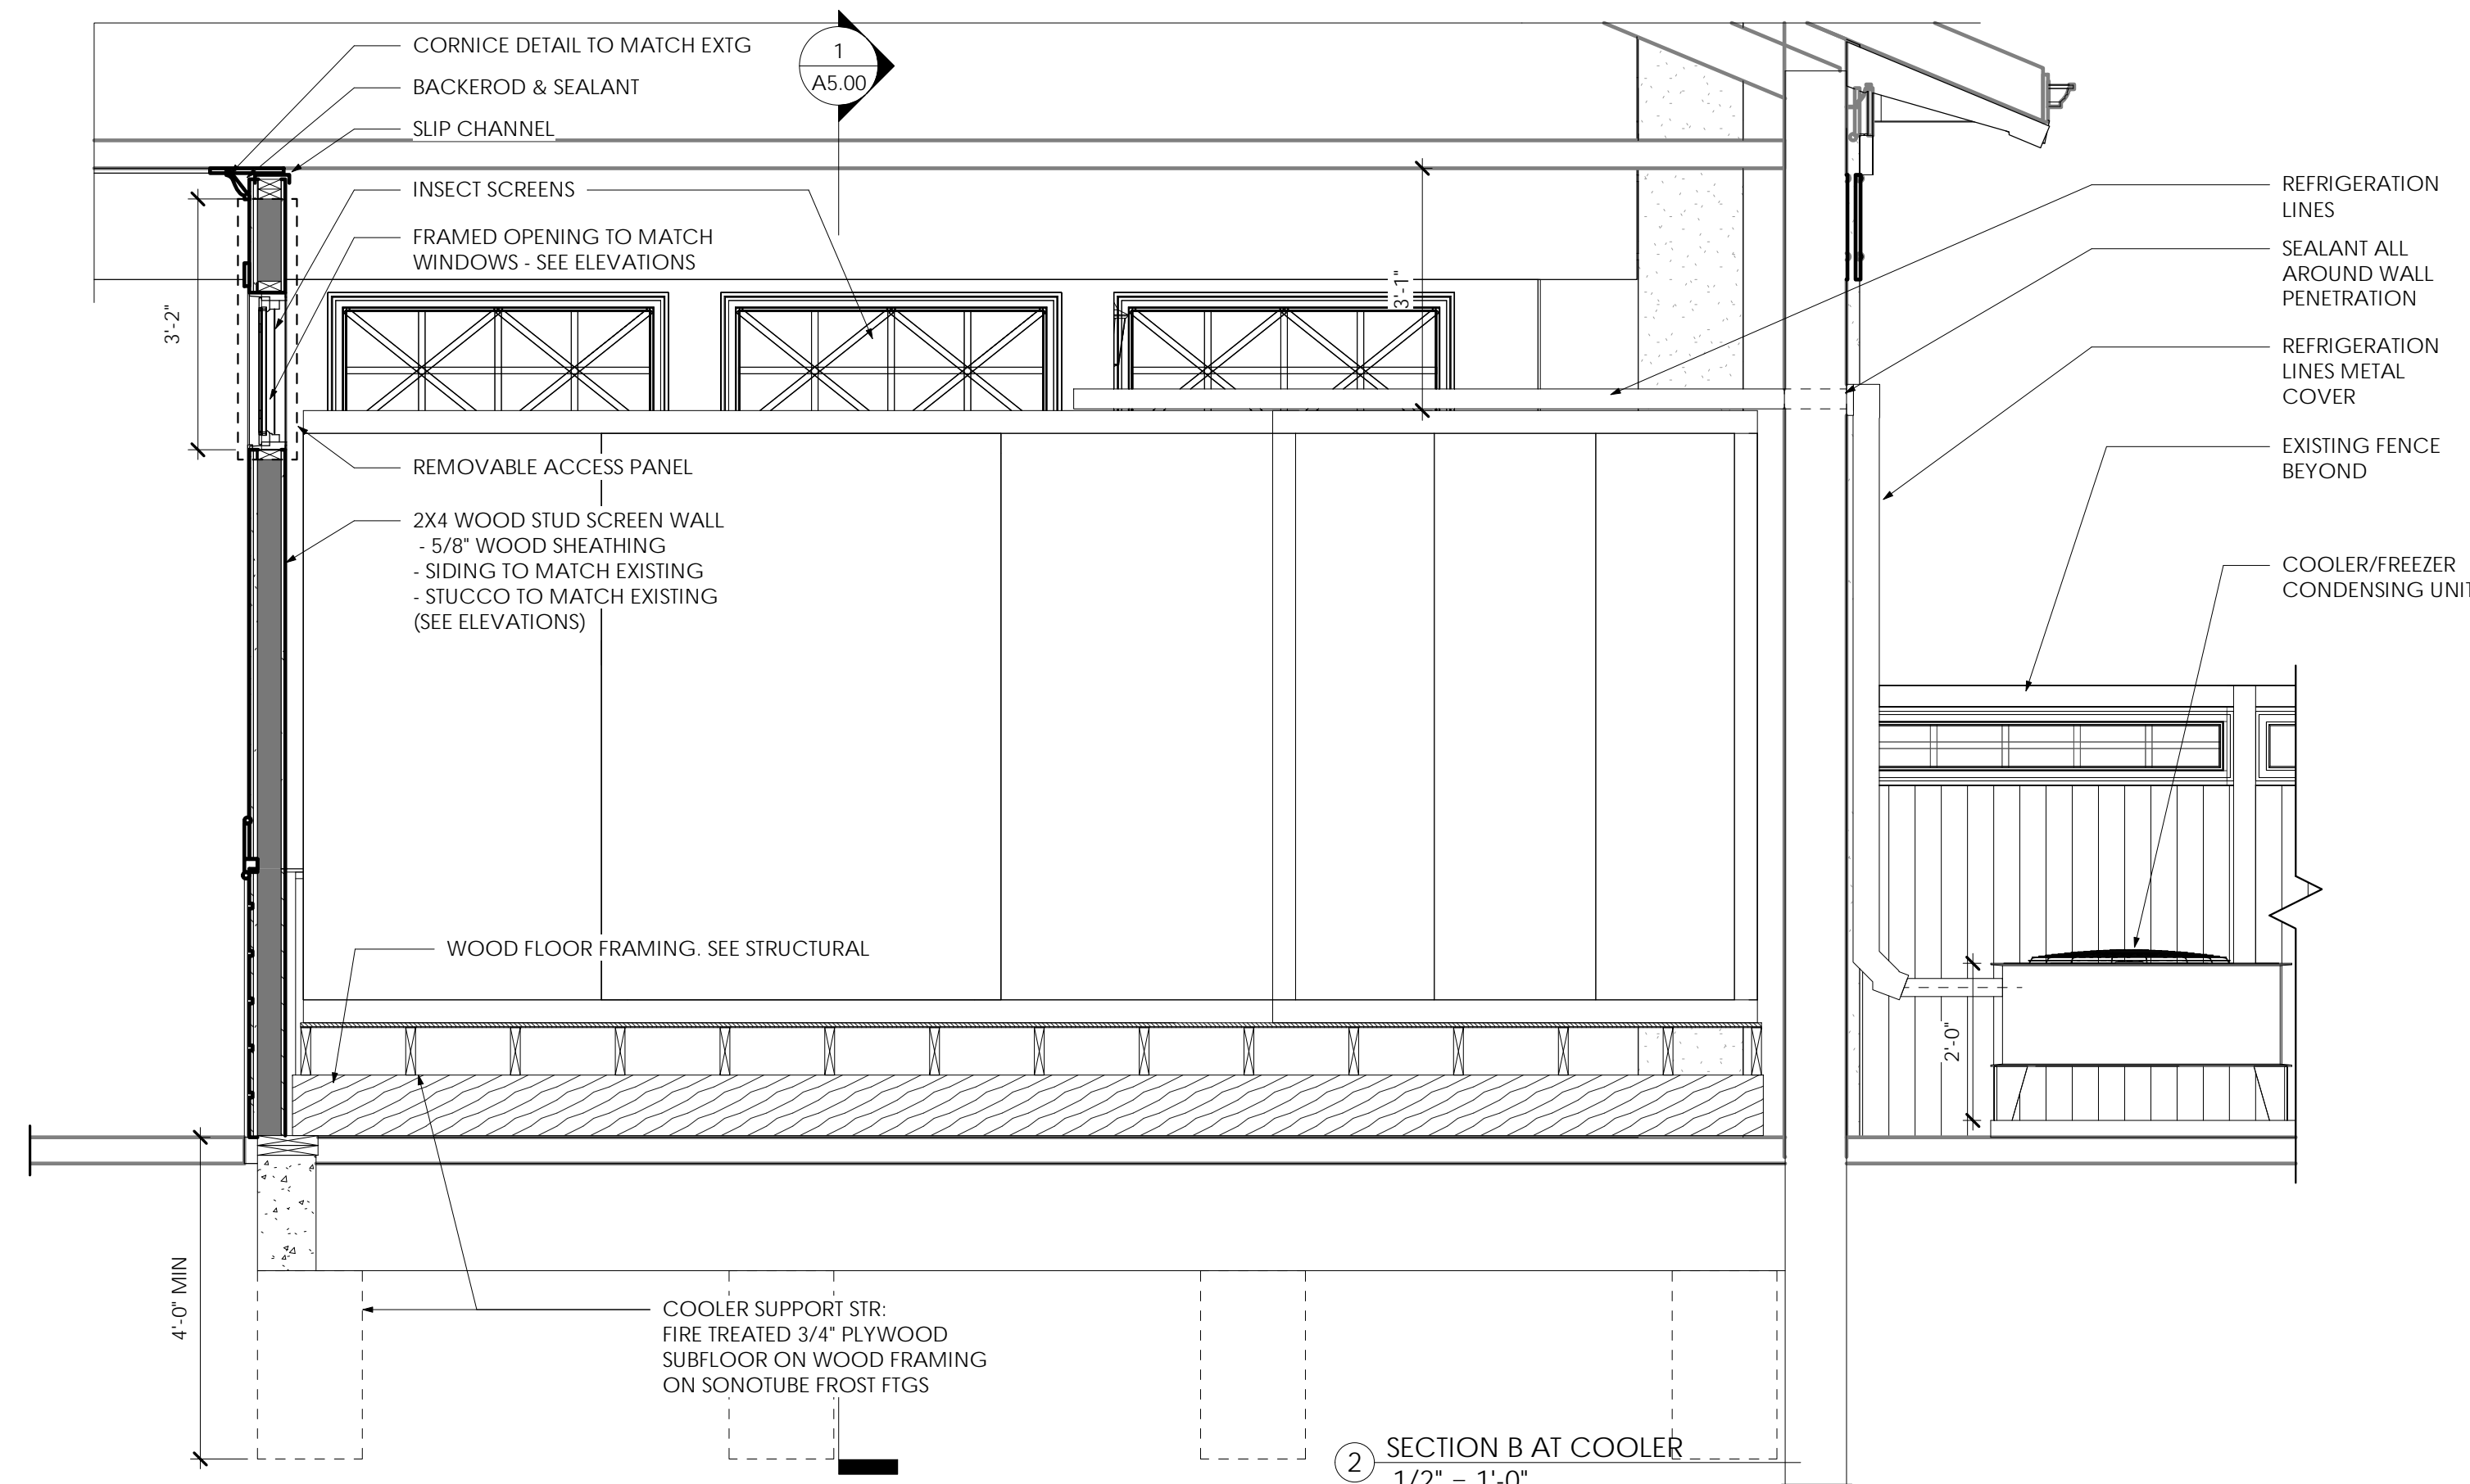 CORNICE DETAIL TO MATCH EXTG
BACKEROD & SEALANT
SLIP CHANNEL
1
A5.00
INSECT SCREENS
FRAMED OPENING TO MATCH
WINDOWS - SEE ELEVATIONS
3'-2"
3'-1"
REFRIGERATION
LINES
SEALANT ALL
AROUND WALL
PENETRATION
REFRIGERATION
LINES METAL
COVER
EXISTING FENCE
BEYOND
COOLER/FREEZER
CONDENSING UNIT
REMOVABLE ACCESS PANEL
2X4 WOOD STUD SCREEN WALL
- 5/8" WOOD SHEATHING
- SIDING TO MATCH EXISTING
- STUCCO TO MATCH EXISTING
(SEE ELEVATIONS)
WOOD FLOOR FRAMING. SEE STRUCTURAL
2'-0"
4'-0" MIN
COOLER SUPPORT STR:
FIRE TREATED 3/4" PLYWOOD
SUBFLOOR ON WOOD FRAMING
ON SONOTUBE FROST FTGS
2
SECTION B AT COOLER
1/2" = 1'-0"